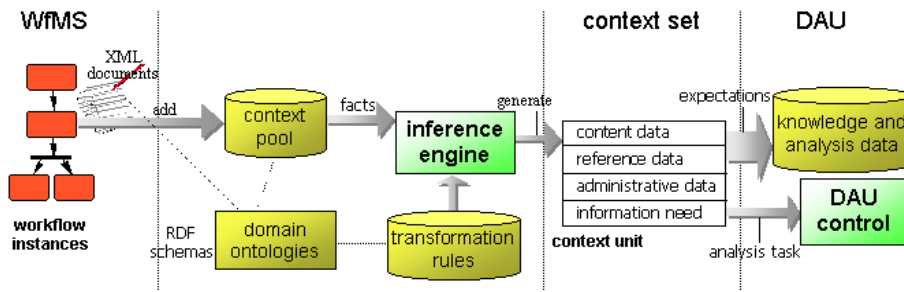 WfMS
context set
DAU
XML
documents
add
context
pool
facts
inference
engine
generate
content data
reference data
administrative data
information need
context unit
expectations
knowledge and
analysis data
DAU
control
analysis task
workflow
instances
RDF
schemas
domain
ontologies
transformation
rules